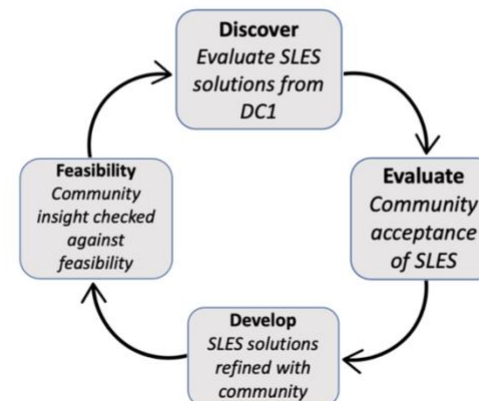 Discover
Evaluate SLES
solutions from
DC1
Evaluate
Community
acceptance
of SLES
Develop
SLES solutions
refined with
community
Feasibility
Community
insight checked
against
feasibility